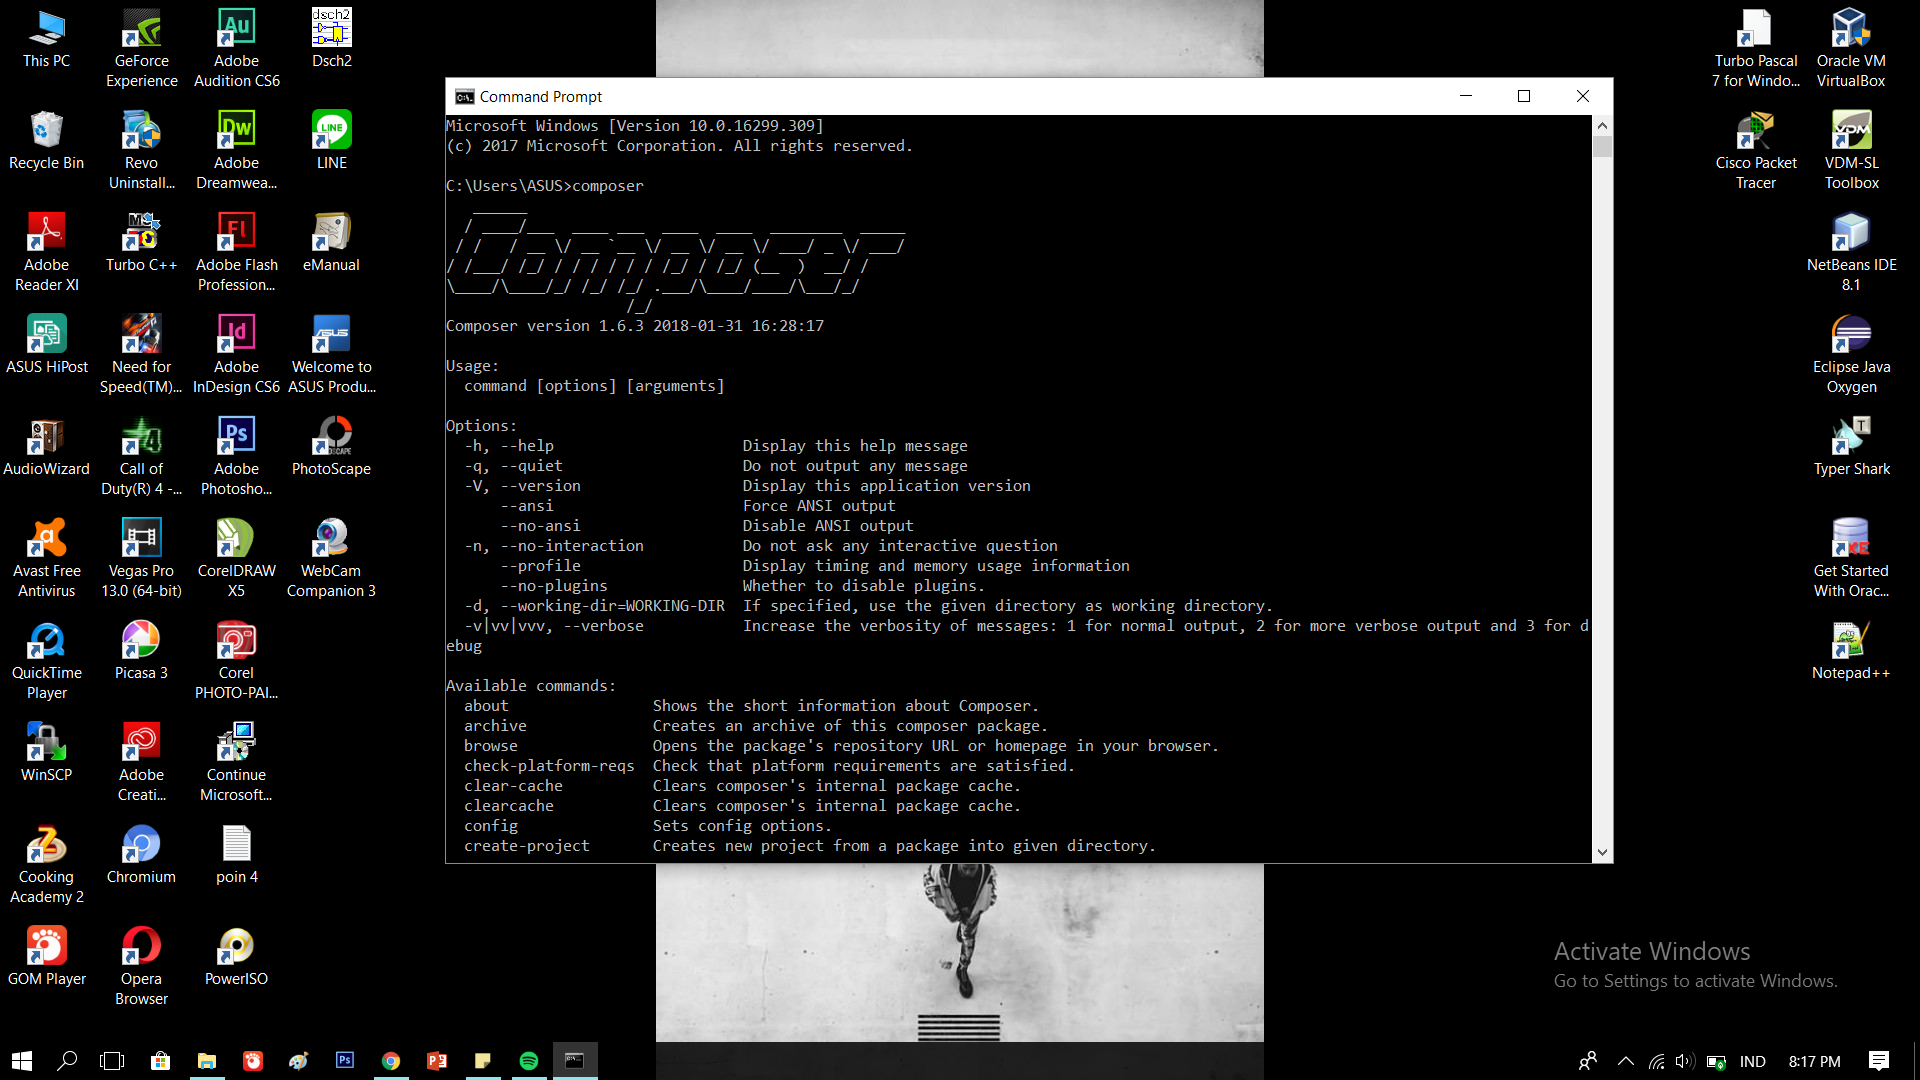 This PC
GeForce
Experience
Adobe
Audition CS6
dsch2
Dsch2
Recycle Bin
Revo
Uninstall...
Adobe
Dreamwea...
LINE
LINE
Adobe
Reader XI
Turbo C++
Adobe Flash
Profession...
eManual
ASUS HiPost
Need for
Speed(TM)...
Adobe
InDesign CS6
Welcome to
ASUS Produ...
AudioWizard
Call of
Duty(R) 4 -...
Adobe
Photosho...
PhotoScape
Avast Free
Antivirus
Vegas Pro
13.0 (64-bit)
CorelDRAW
X5
WebCam
Companion 3
QuickTime
Player
Picasa 3
Corel
PHOTO-PAI...
WinSCP
Adobe
Creati...
Continue
Microsoft...
Cooking
Academy 2
Chromium
poin 4
GOM Player
Opera
Browser
PowerISO
Command Prompt
Microsoft Windows [Version 10.0.16299.309]
(c) 2017 Microsoft Corporation. All rights reserved.
C:\Users\ASUS>composer
Composer
Composer version 1.6.3 2018-01-31 16:28:17
Usage:
command [options] [arguments]
Options:
-h, --help Display this help message
-q, --quiet Do not output any message
-V, --version Display this application version
--ansi Force ANSI output
--no-ansi Disable ANSI output
-n, --no-interaction Do not ask any interactive question
--profile Display timing and memory usage information
--no-plugins Whether to disable plugins.
-d, --working-dir=WORKING-DIR If specified, use the given directory as working directory.
-v|vv|vvv, --verbose Increase the verbosity of messages: 1 for normal output, 2 for more verbose output and 3 for d
ebug
Available commands:
about Shows the short information about Composer.
archive Creates an archive of this composer package.
browse Opens the package's repository URL or homepage in your browser.
check-platform-reqs Check that platform requirements are satisfied.
clear-cache Clears composer's internal package cache.
clearcache Clears composer's internal package cache.
config Sets config options.
create-project Creates new project from a package into given directory.
Turbo Pascal
7 for Windo...
Oracle VM
VirtualBox
Cisco Packet
Tracer
VDM-SL
Toolbox
NetBeans IDE
8.1
Eclipse Java
Oxygen
Typer Shark
Get Started
With Orac...
Notepad++
Activate Windows
Go to Settings to activate Windows.
IND
8:17 PM